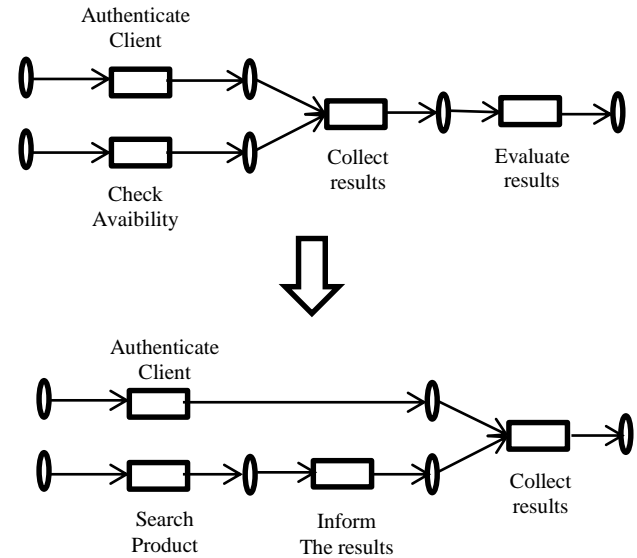 Authenticate
Client
Collect
results
Evaluate
results
Check
Avaibility
Authenticate
Client
Collect
results
Search
Product
Inform
The results